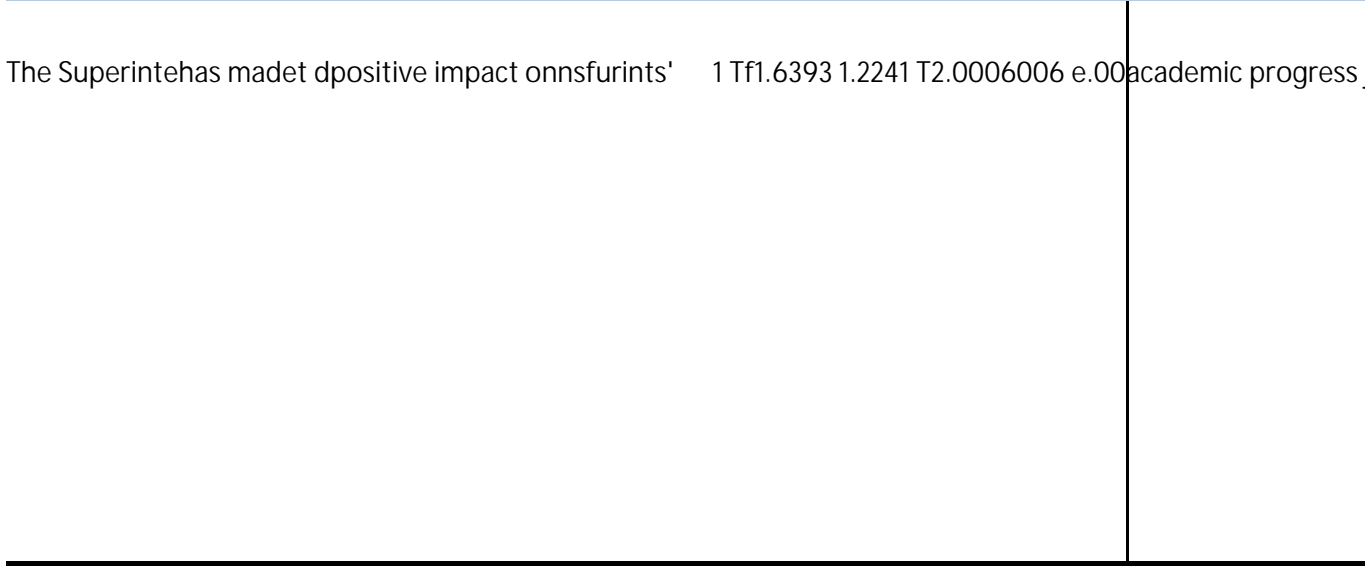 The Superintehas madet dpositive impact onnsfurints' 1 Tf1.6393 1.2241 T2.0006006 e.00academic progress